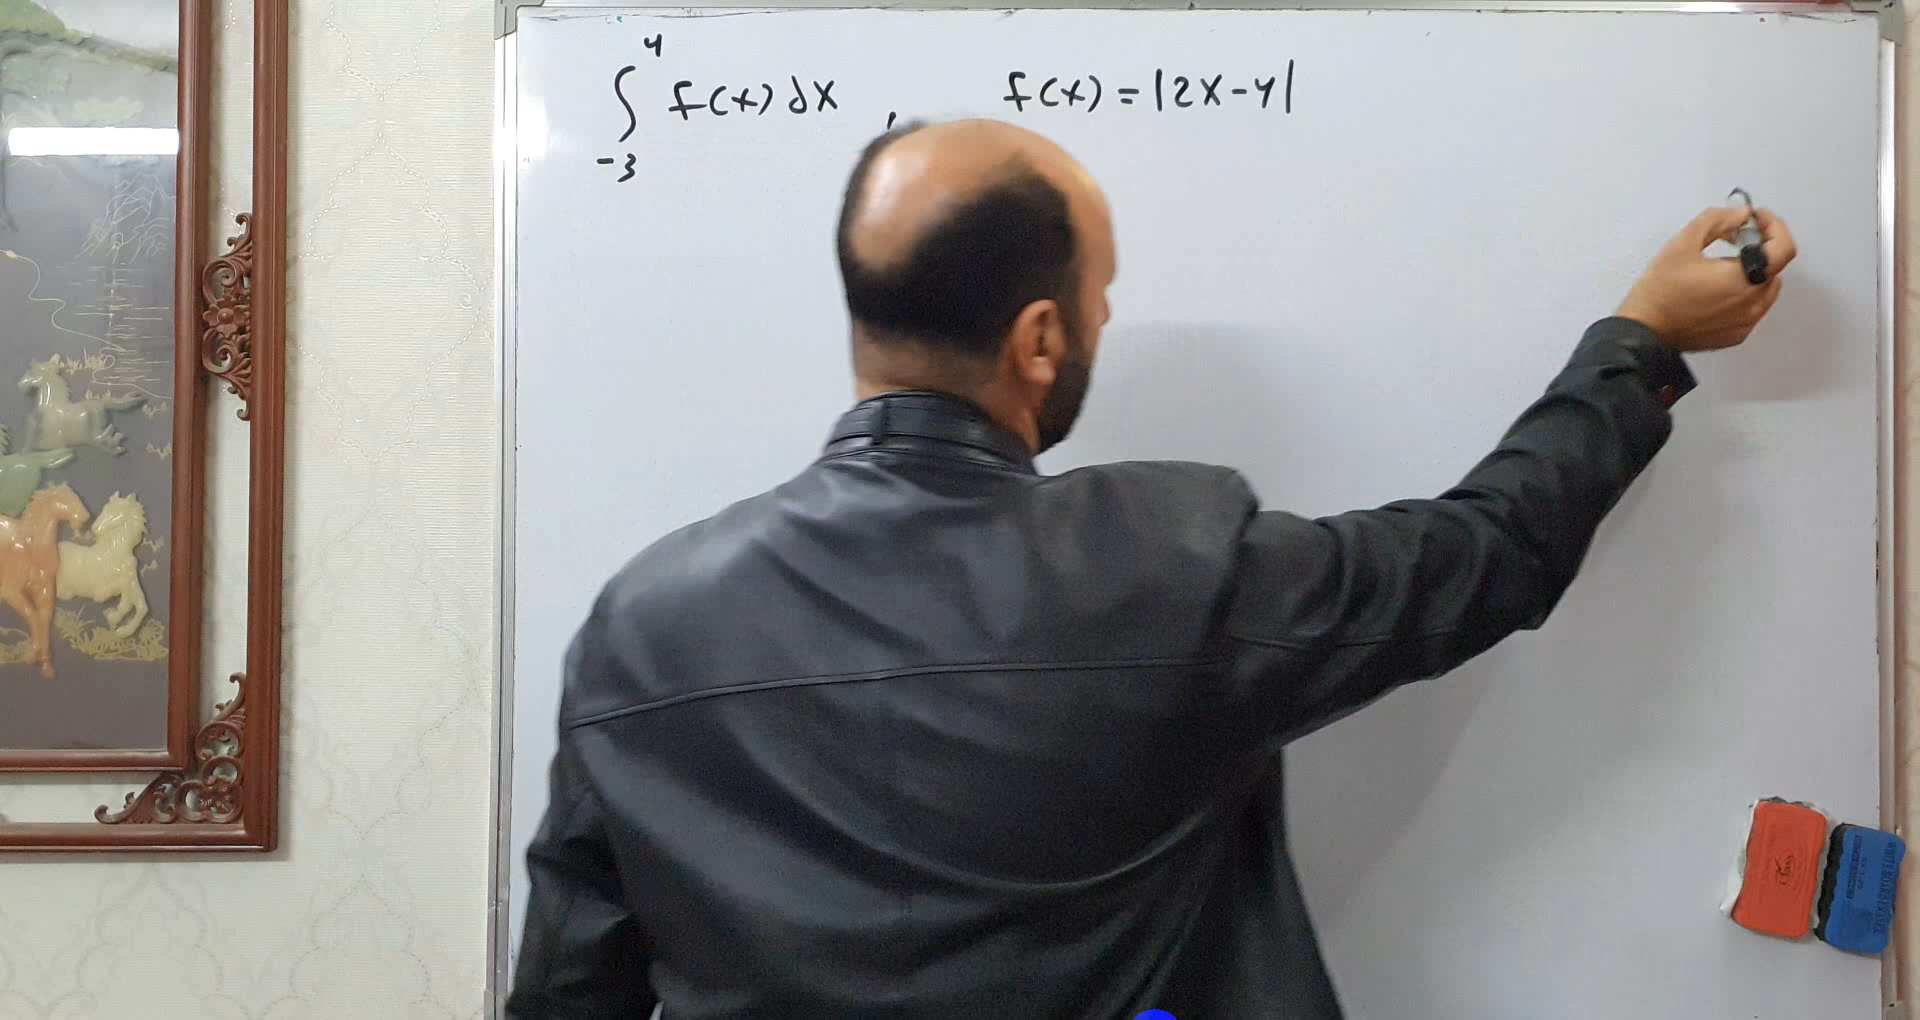 ∫₋₃⁴ f(x) dx , f(x) = |2x-4|